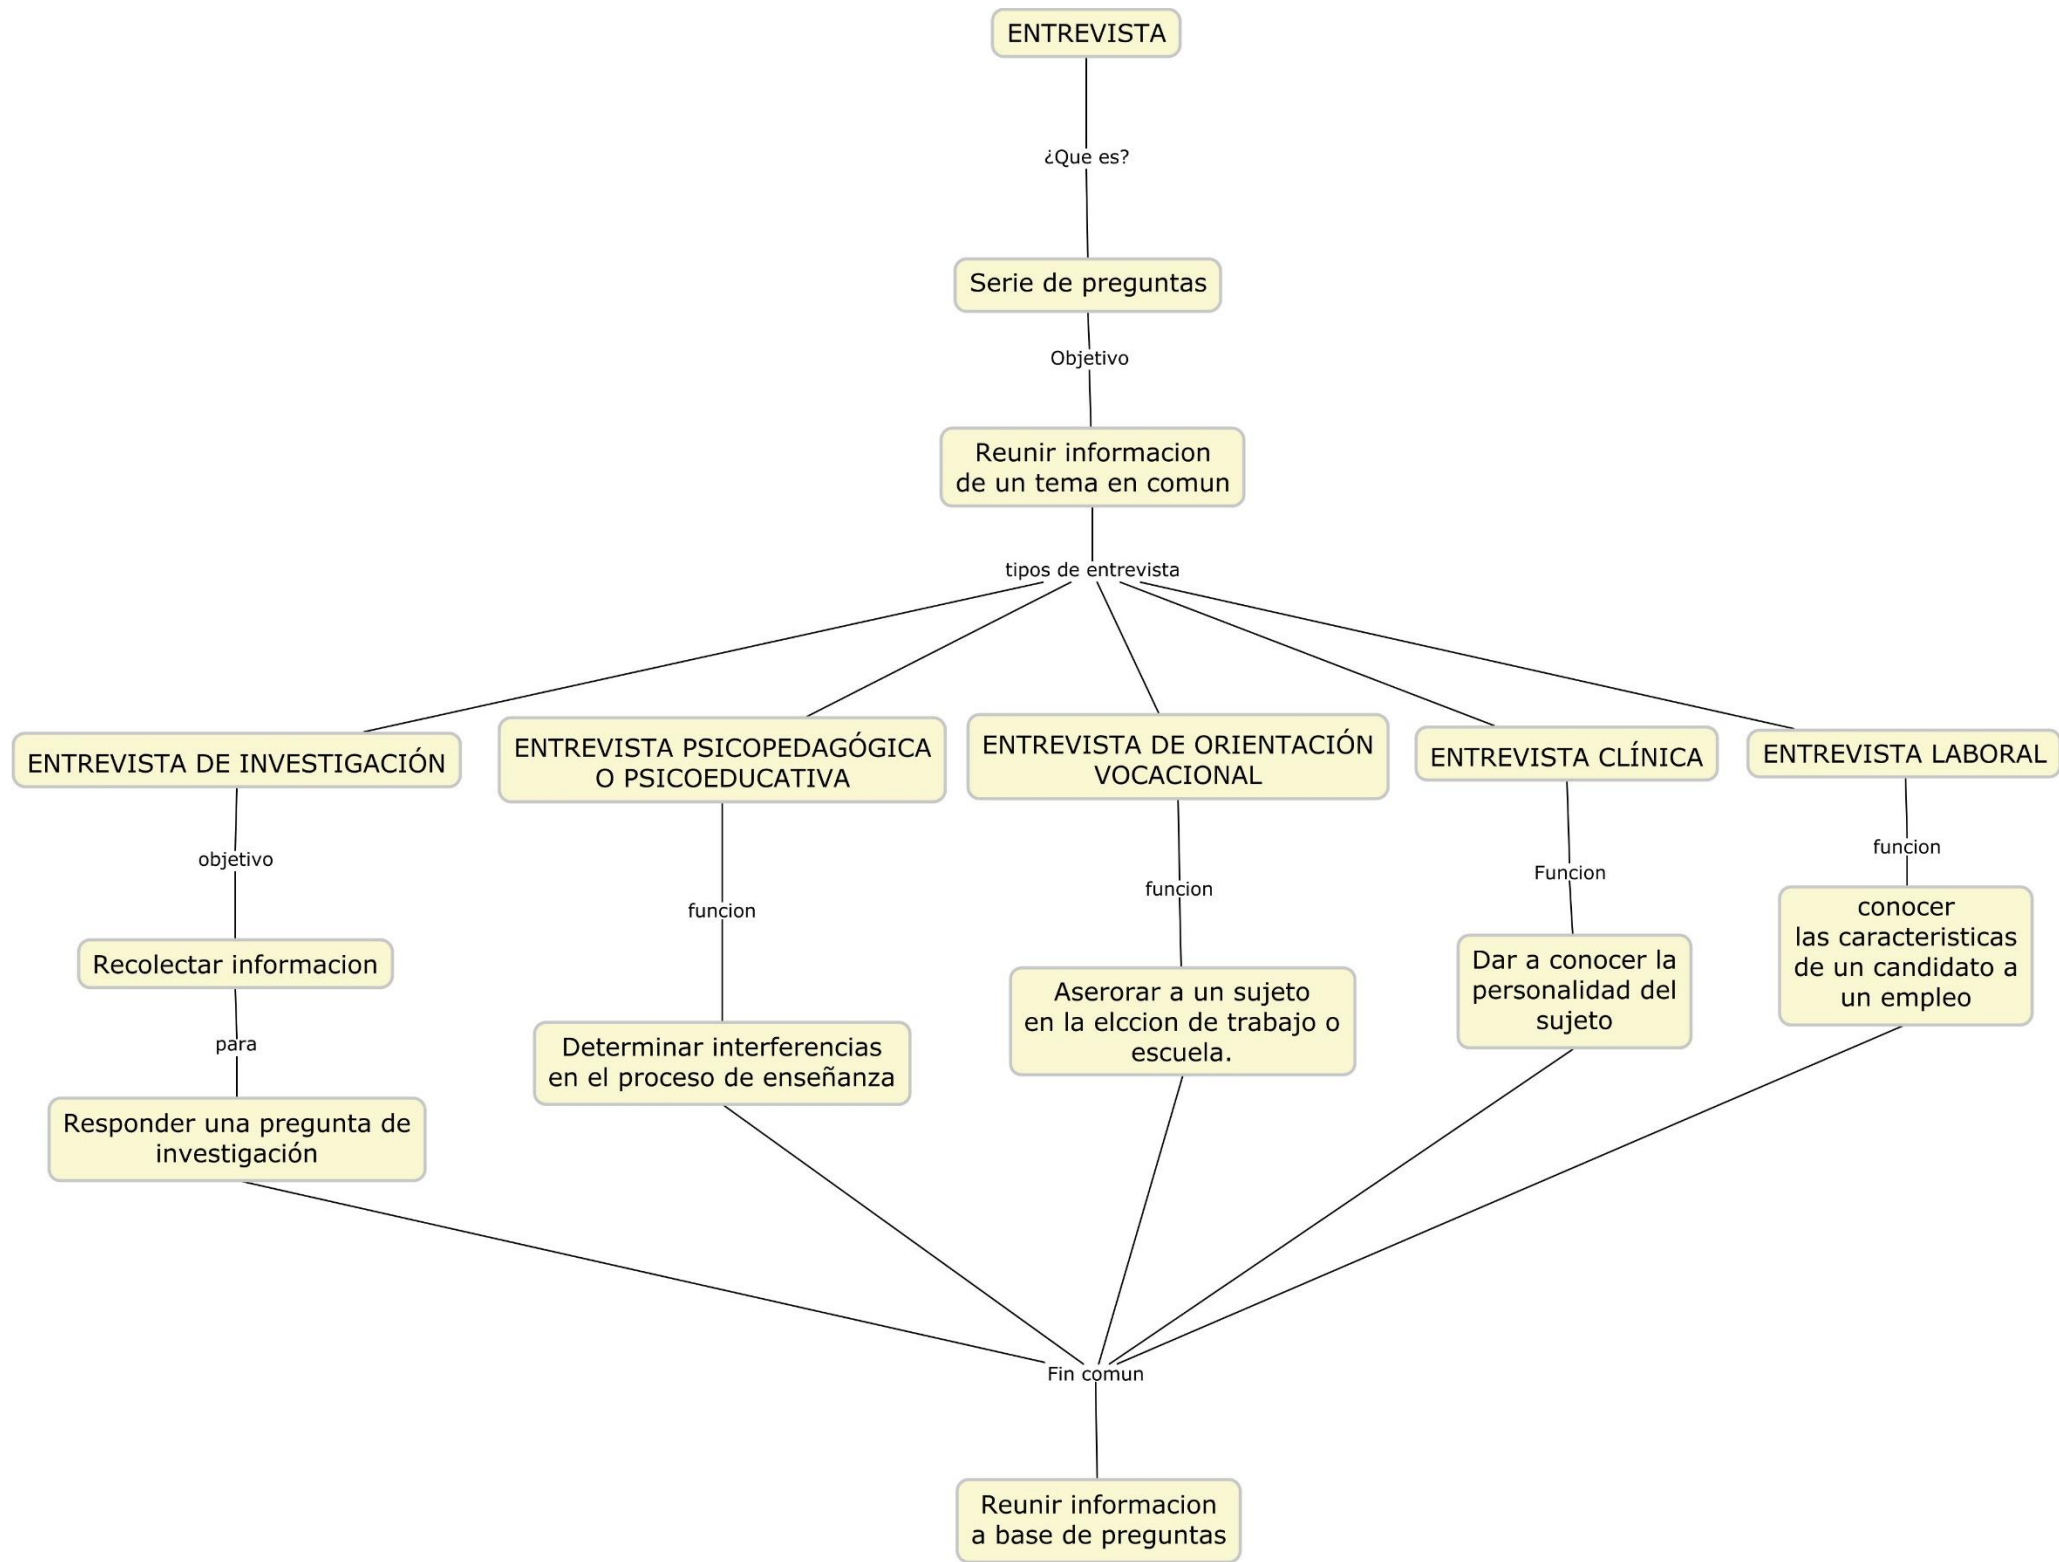 ENTREVISTA
¿Que es?
Serie de preguntas
Objetivo
Reunir informacion
de un tema en comun
tipos de entrevista
ENTREVISTA DE INVESTIGACIÓN
objetivo
Recolectar informacion
para
Responder una pregunta de
investigación
ENTREVISTA PSICOPEDAGÓGICA
O PSICOEDUCATIVA
funcion
Determinar interferencias
en el proceso de enseñanza
ENTREVISTA DE ORIENTACIÓN
VOCACIONAL
funcion
Aserorar a un sujeto
en la elccion de trabajo o
escuela.
ENTREVISTA CLÍNICA
Funcion
Dar a conocer la
personalidad del
sujeto
ENTREVISTA LABORAL
funcion
conocer
las caracteristicas
de un candidato a
un empleo
Fin comun
Reunir informacion
a base de preguntas